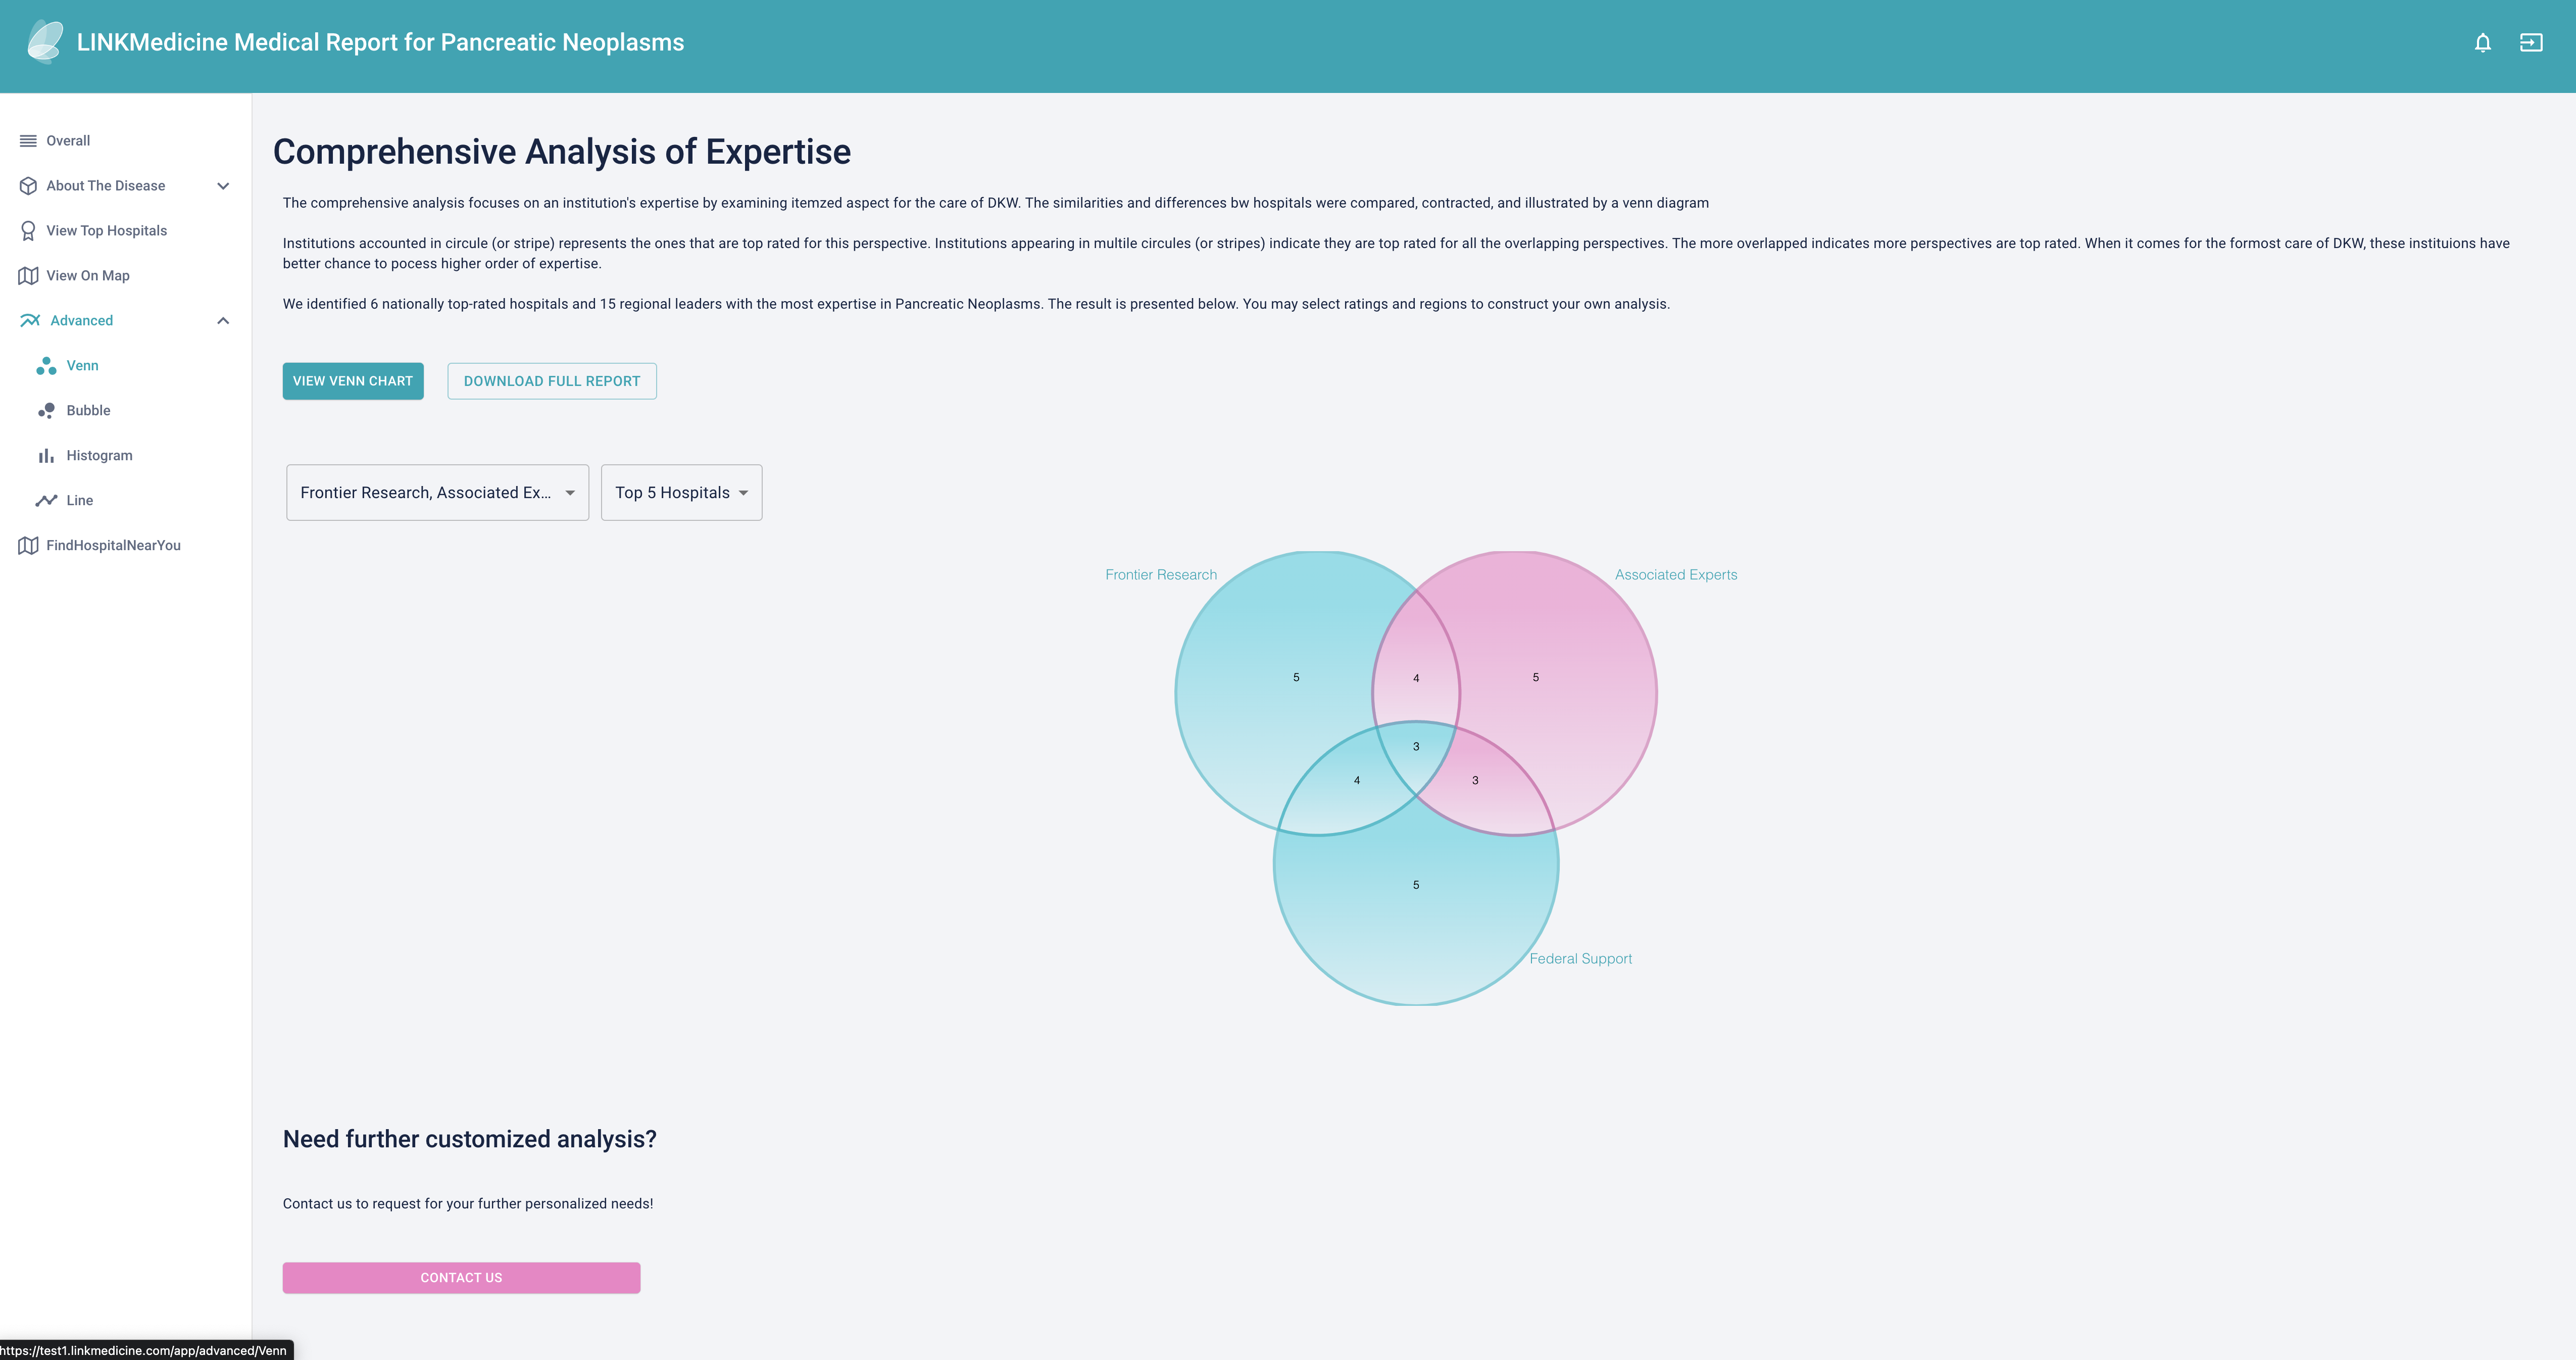 LINKMedicine Medical Report for Pancreatic Neoplasms
Overall
About The Disease
View Top Hospitals
View On Map
Advanced
Venn
Bubble
Histogram
Line
FindHospitalNearYou
Comprehensive Analysis of Expertise
The comprehensive analysis focuses on an institution's expertise by examining itemzed aspect for the care of DKW. The similarities and differences bw hospitals were compared, contracted, and illustrated by a venn diagram
Institutions accounted in circule (or stripe) represents the ones that are top rated for this perspective. Institutions appearing in multile circules (or stripes) indicate they are top rated for all the overlapping perspectives. The more overlapped indicates more perspectives are top rated. When it comes for the formost care of DKW, these instituions have
better chance to pocess higher order of expertise.
We identified 6 nationally top-rated hospitals and 15 regional leaders with the most expertise in Pancreatic Neoplasms. The result is presented below. You may select ratings and regions to construct your own analysis.
VIEW VENN CHART
DOWNLOAD FULL REPORT
Frontier Research, Associated Ex...
Top 5 Hospitals
Frontier Research
Associated Experts
5
4
5
3
4
3
5
Federal Support
Need further customized analysis?
Contact us to request for your further personalized needs!
CONTACT US
https://test1.linkmedicine.com/app/advanced/Venn